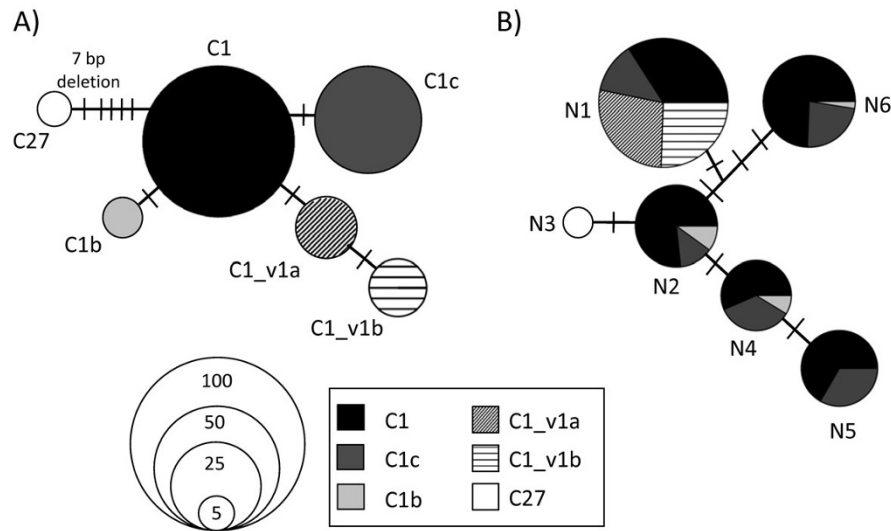 A)
C1
C1c
7 bp
deletion
C27
C1b
C1_v1a
C1_v1b
B)
N1
N6
N3
N2
N4
N5
100
50
25
5
C1
C1c
C1b
C1_v1a
C1_v1b
C27